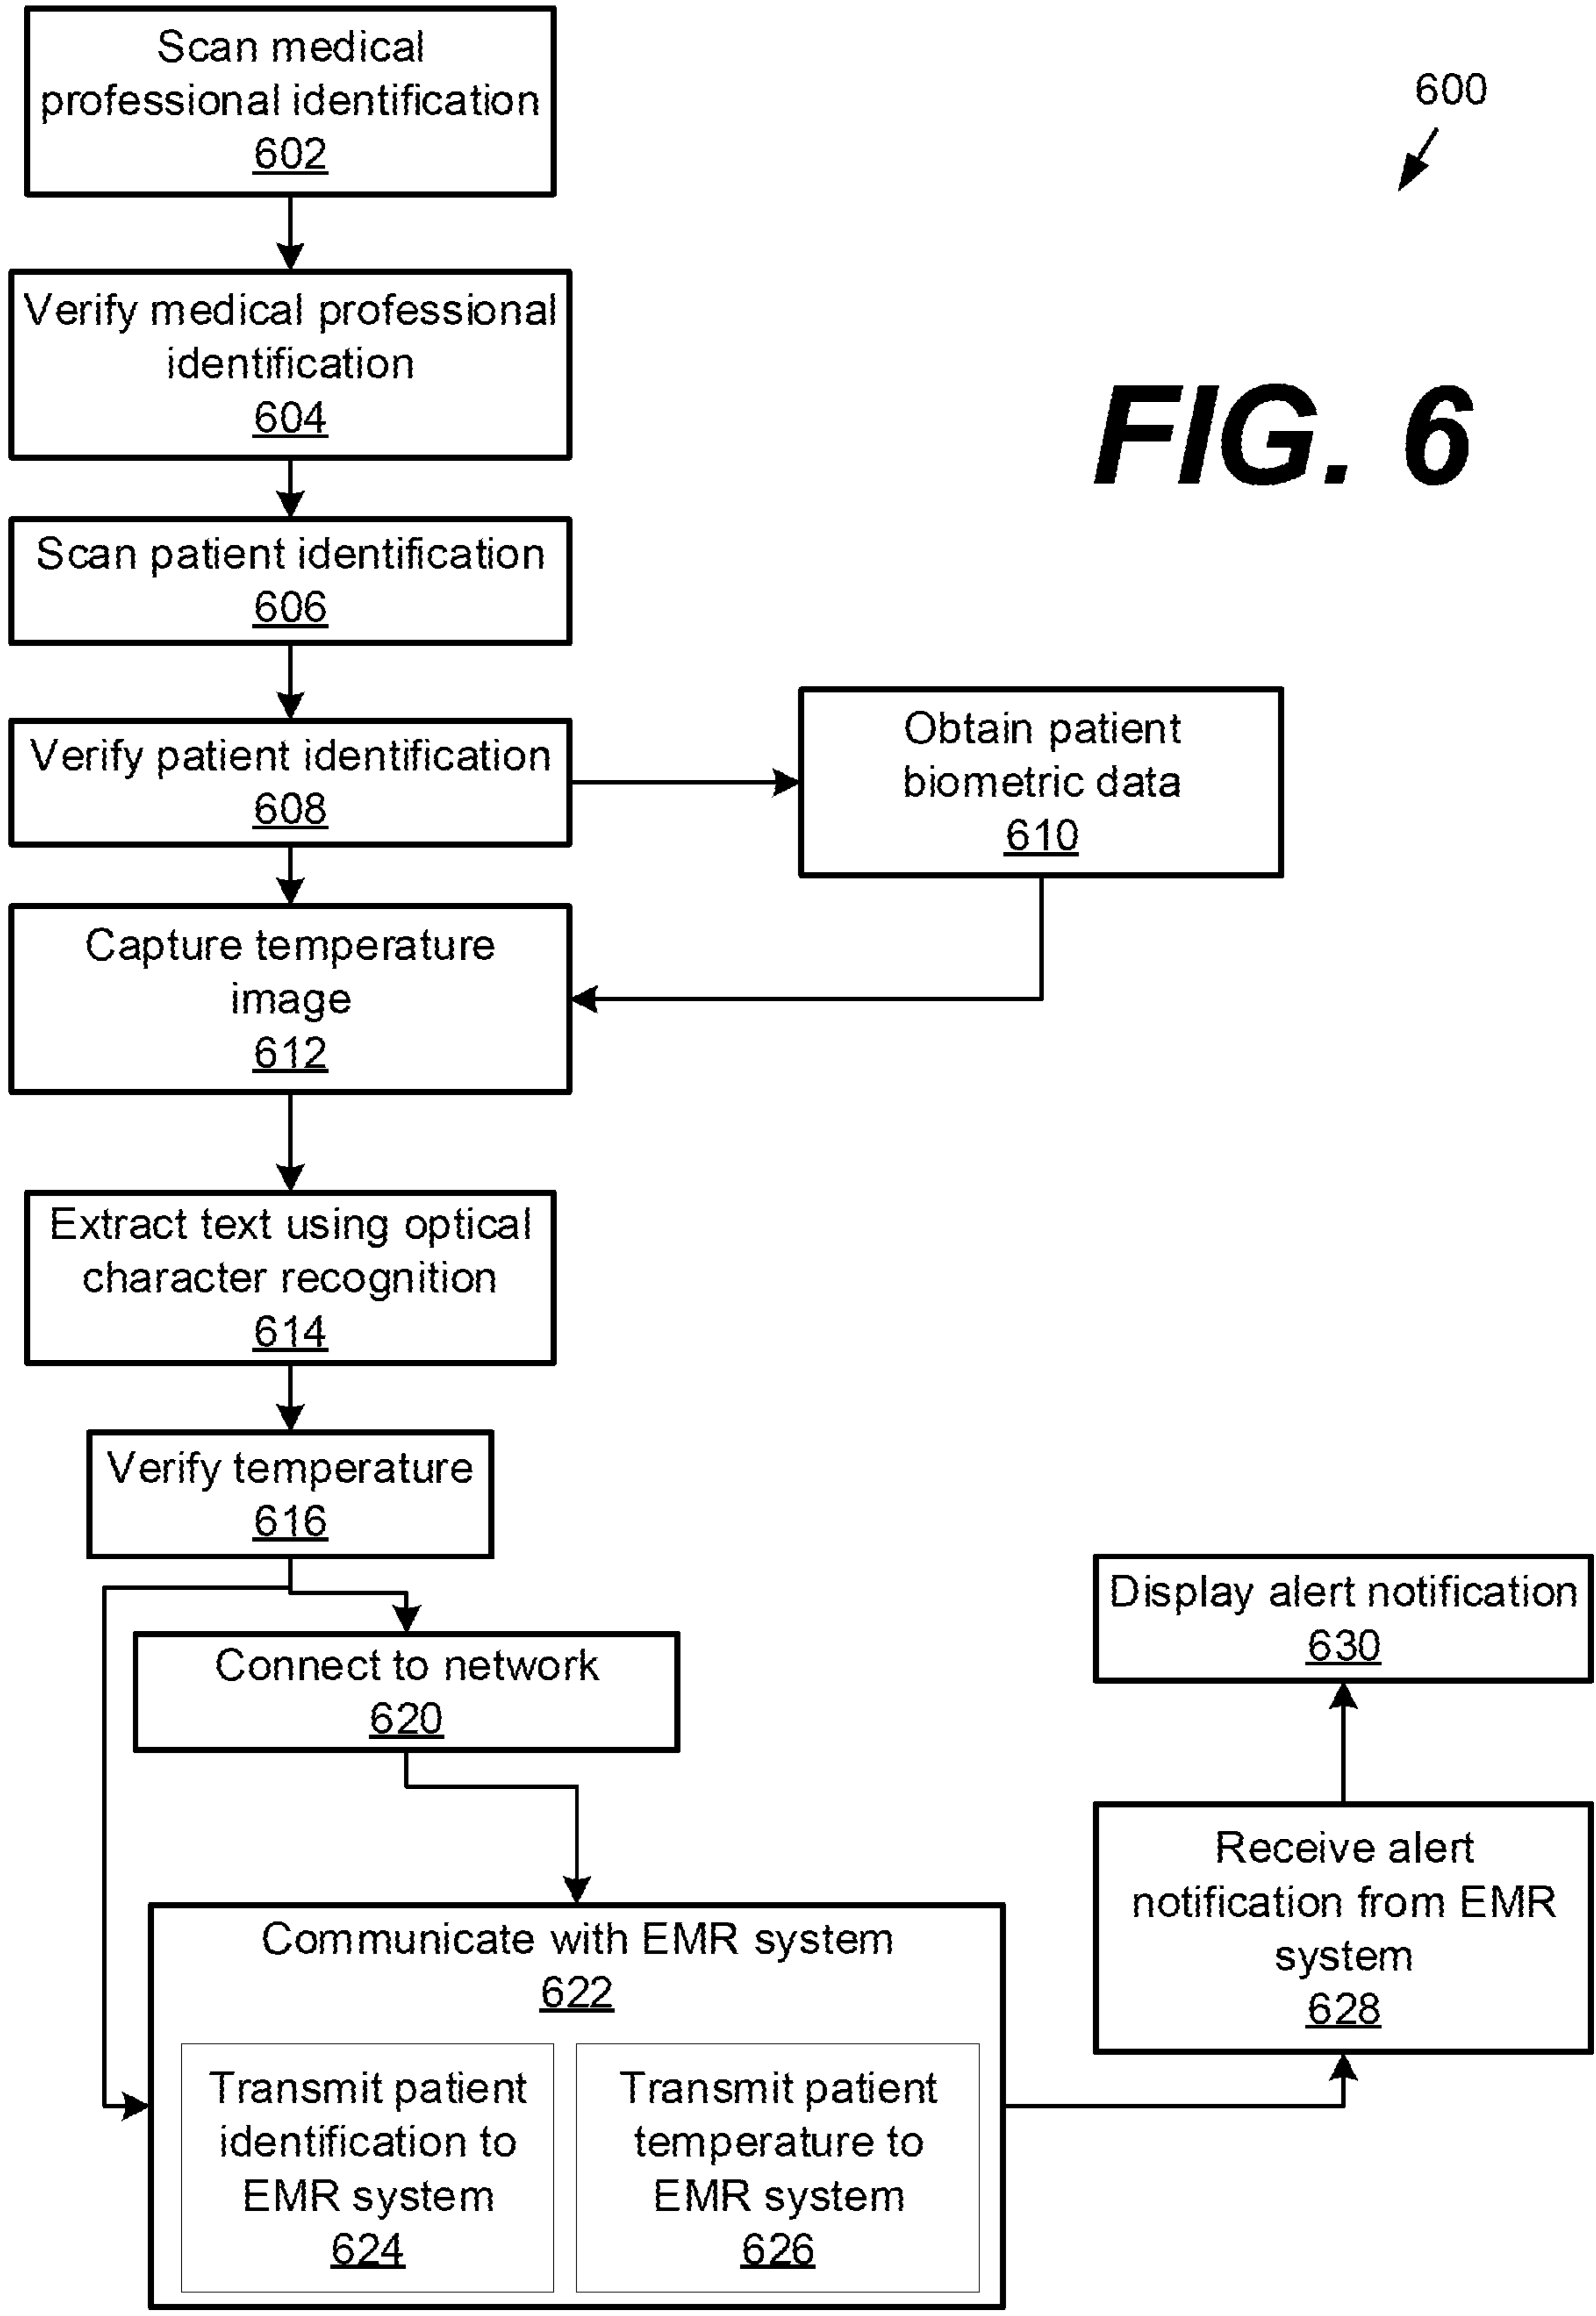 Scan medical
professional identification
602
600
Verify medical professional
identification
604
FIG. 6
Scan patient identification
606
Verify patient identification
608
Obtain patient
biometric data
610
Capture temperature
image
612
Extract text using optical
character recognition
614
Verify temperature
616
Connect to network
620
Communicate with EMR system
622
Transmit patient
identification to
EMR system
624
Transmit patient
temperature to
EMR system
626
Receive alert
notification from EMR
system
628
Display alert notification
630